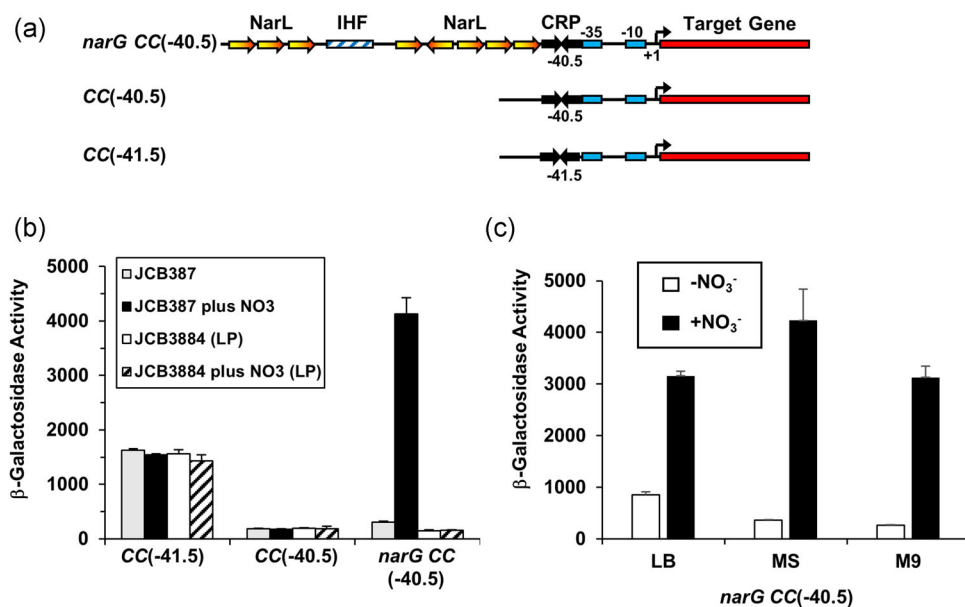 (a)
NarL IHF NarL CRP -35 -10 Target Gene
narG CC(-40.5)
-40.5 +1
CC(-40.5)
-40.5
CC(-41.5)
-41.5
(b)
β-Galactosidase Activity
5000
4000
3000
2000
1000
0
JCB387
JCB387 plus NO3
JCB3884 (LP)
JCB3884 plus NO3 (LP)
CC(-41.5) CC(-40.5) narG CC
(-40.5)
(c)
β-Galactosidase Activity
5000
4000
3000
2000
1000
0
-NO₃⁻
+NO₃⁻
LB MS M9
narG CC(-40.5)